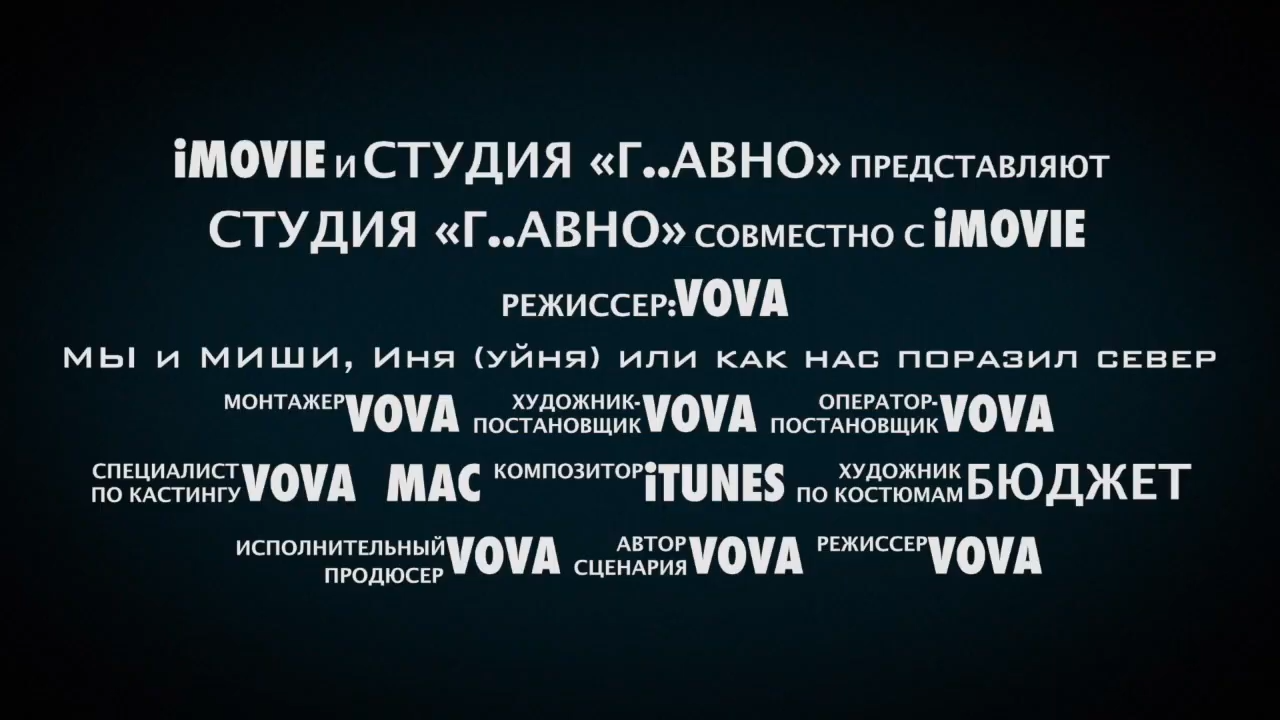 iMOVIE И СТУДИЯ «Г..АВНО» ПРЕДСТАВЛЯЮТ
СТУДИЯ «Г..АВНО» СОВМЕСТНО С iMOVIE
РЕЖИССЕР:VOVA
МЫ и МИШИ, Иня (уйня) или как нас поразил север
МОНТАЖЕР VOVA ХУДОЖНИК-ПОСТАНОВЩИК VOVA ОПЕРАТОР-ПОСТАНОВЩИК VOVA
СПЕЦИАЛИСТ ПО КАСТИНГУ VOVA MAC КОМПОЗИТОР iTUNES ХУДОЖНИК ПО КОСТЮМАМ БЮДЖЕТ
ИСПОЛНИТЕЛЬНЫЙ ПРОДЮСЕР VOVA АВТОР СЦЕНАРИЯ VOVA РЕЖИССЕР VOVA